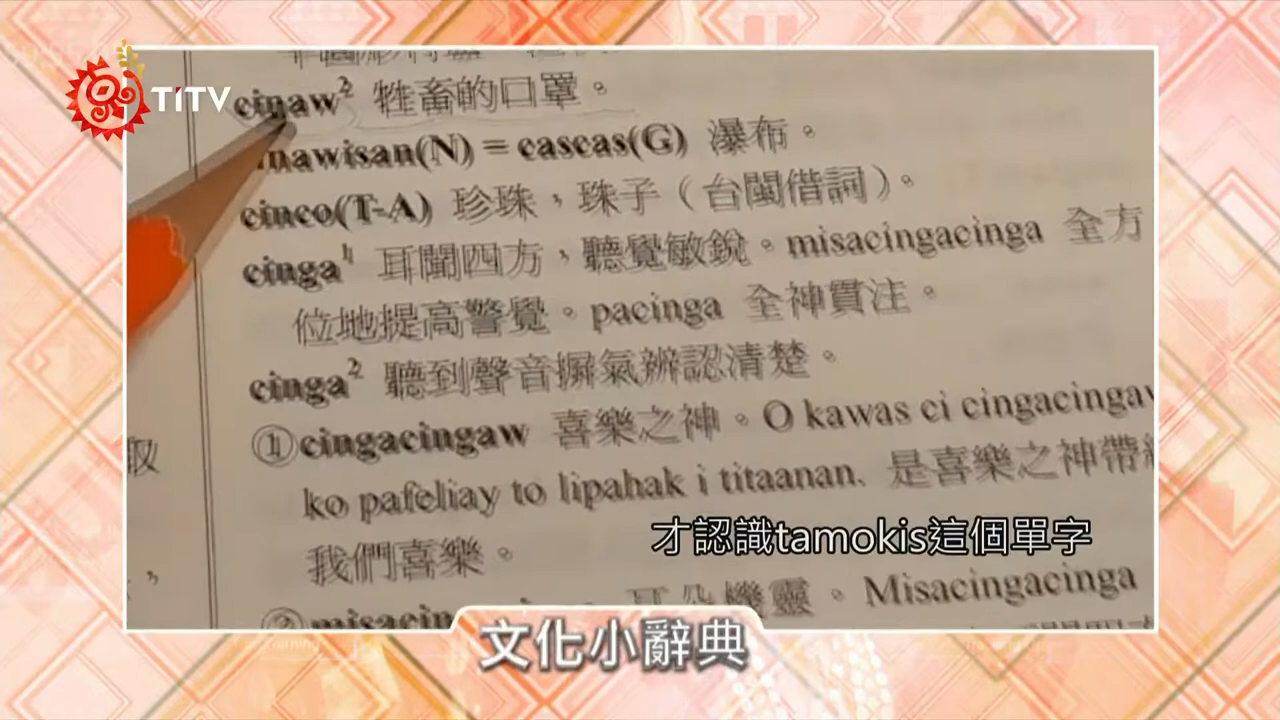 TiTV
cinaw² 牲畜的口罩。
inawisan(N) = cascas(G) 瀑布。
cinco(T-A) 珍珠，珠子（台閩借詞）。
cinga¹ 耳聞四方，聽覺敏銳。misacingacinga 全方
位地提高警覺。pacinga 全神貫注。
cinga² 聽到聲音摒氣辨認清楚。
①cingacingaw 喜樂之神。O kawas ci cingacingaw
ko pafeliay to lipahak i titaanan. 是喜樂之神帶給
取
我們喜樂。
才認識tamokis這個單字
耳朵機靈。Misacingacinga
文化小辭典